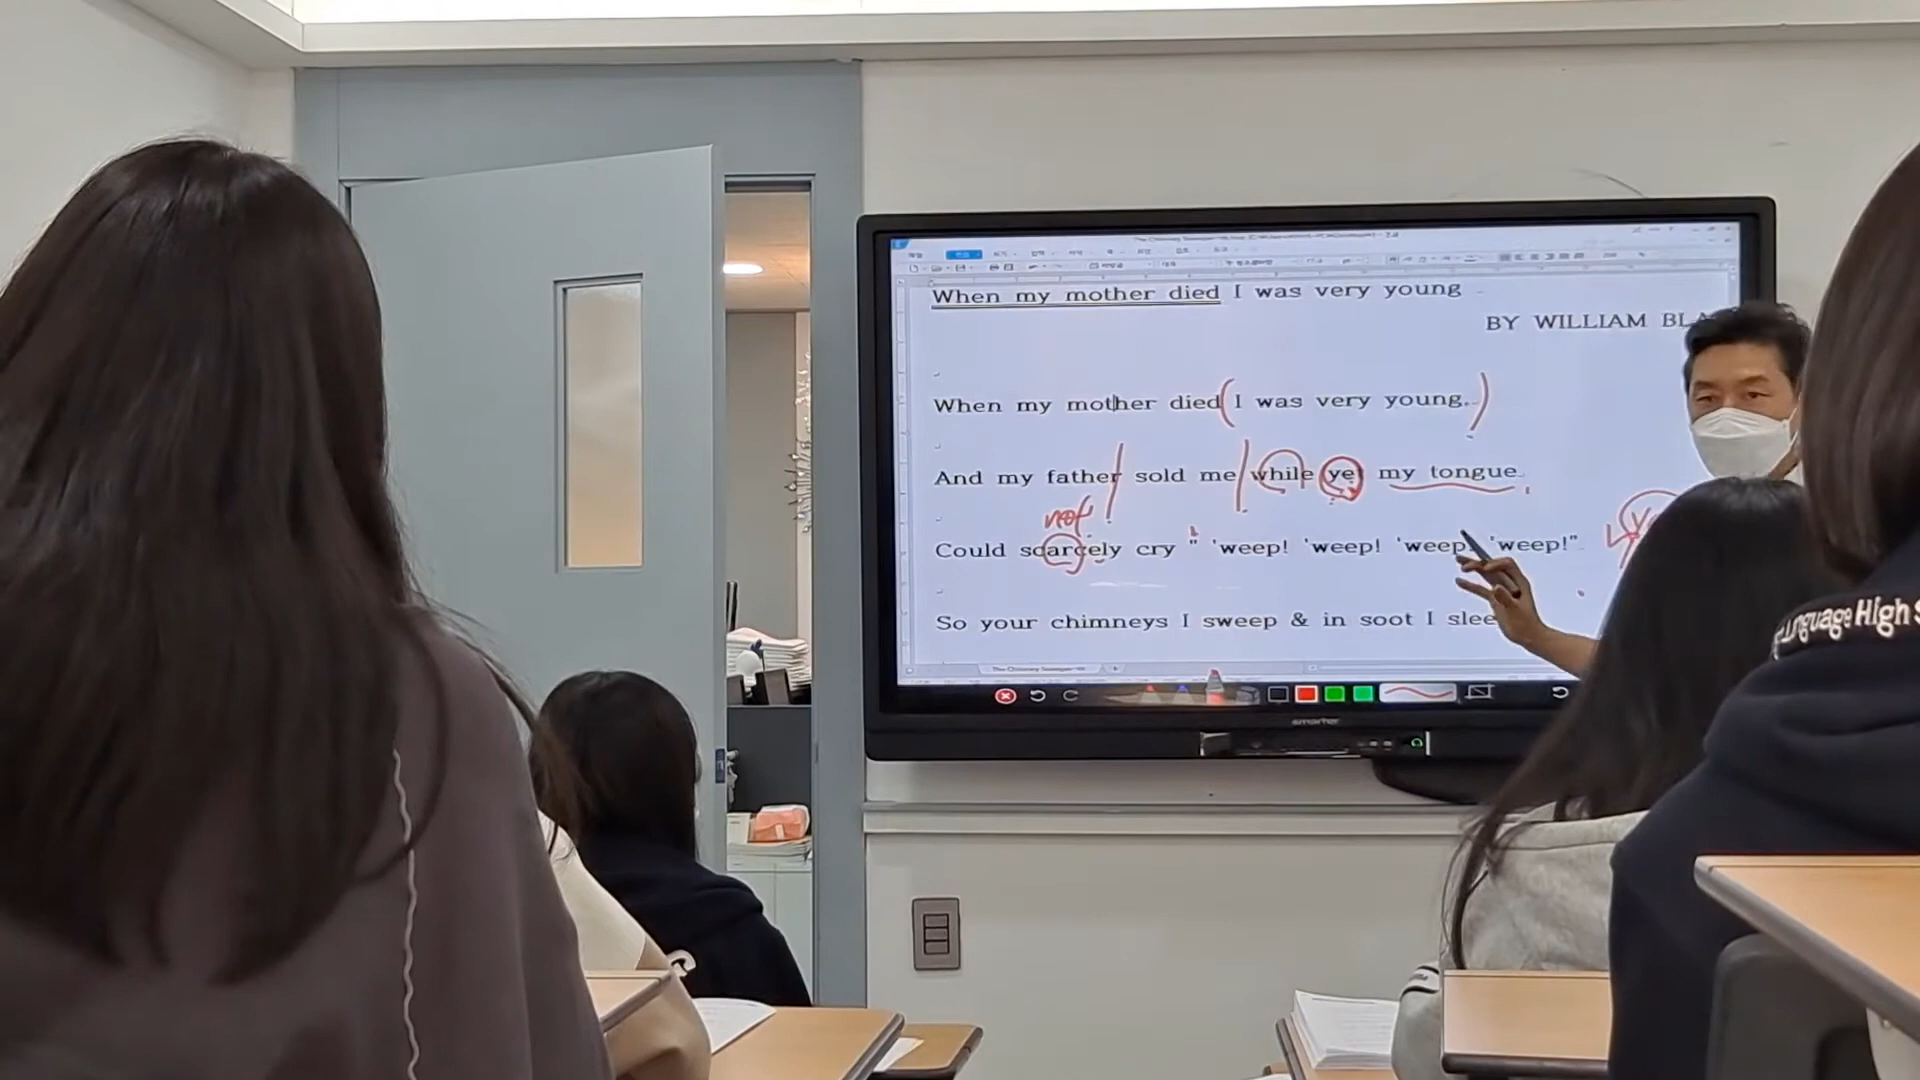 When my mother died I was very young
BY WILLIAM
When my mother died ( I was very young. )
And my father / sold me / while yet my tongue
not
Could scarcely cry " 'weep! 'weep! 'weep! 'weep!"
So your chimneys I sweep & in soot I slee
smarter
Language High S